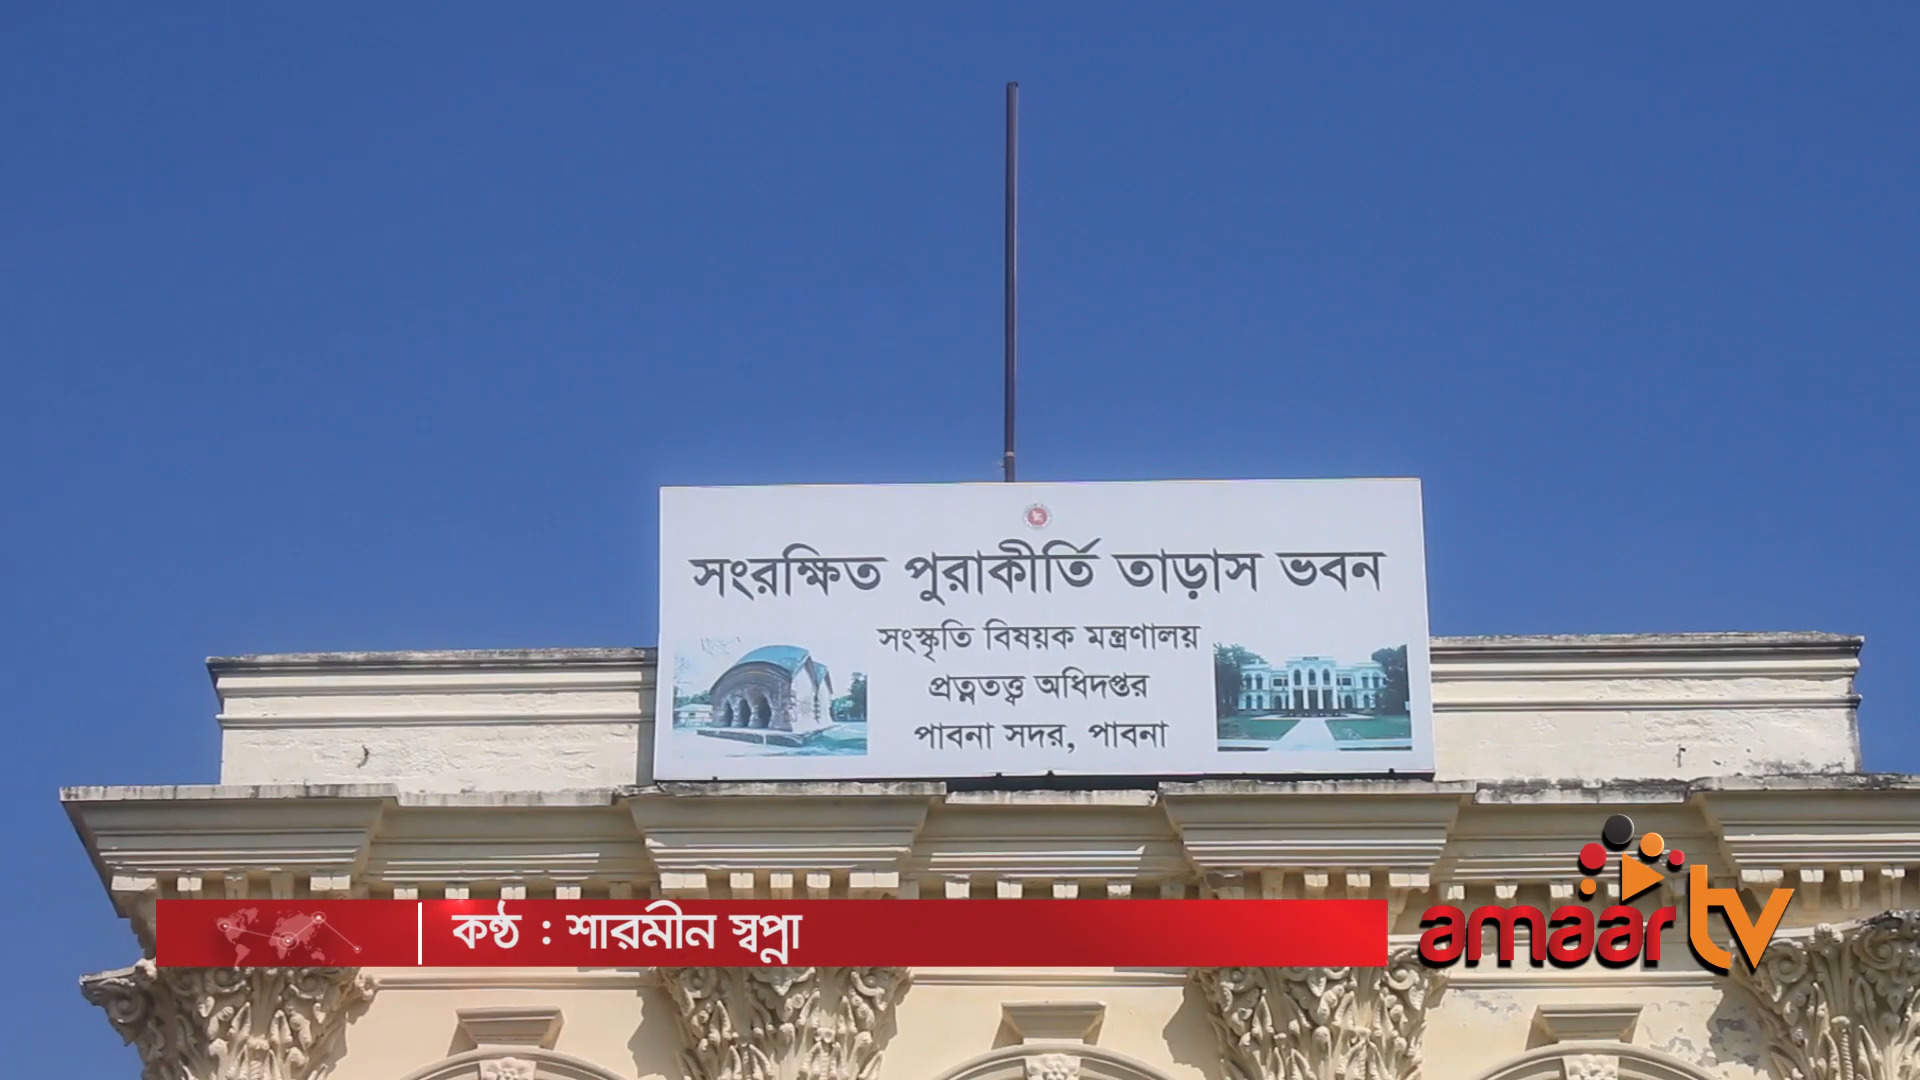 সংরক্ষিত পুরাকীর্তি তাড়াস ভবন
সংস্কৃতি বিষয়ক মন্ত্রণালয়
প্রত্নতত্ত্ব অধিদপ্তর
পাবনা সদর, পাবনা
কণ্ঠ : শারমীন স্বপ্না
amaar tv